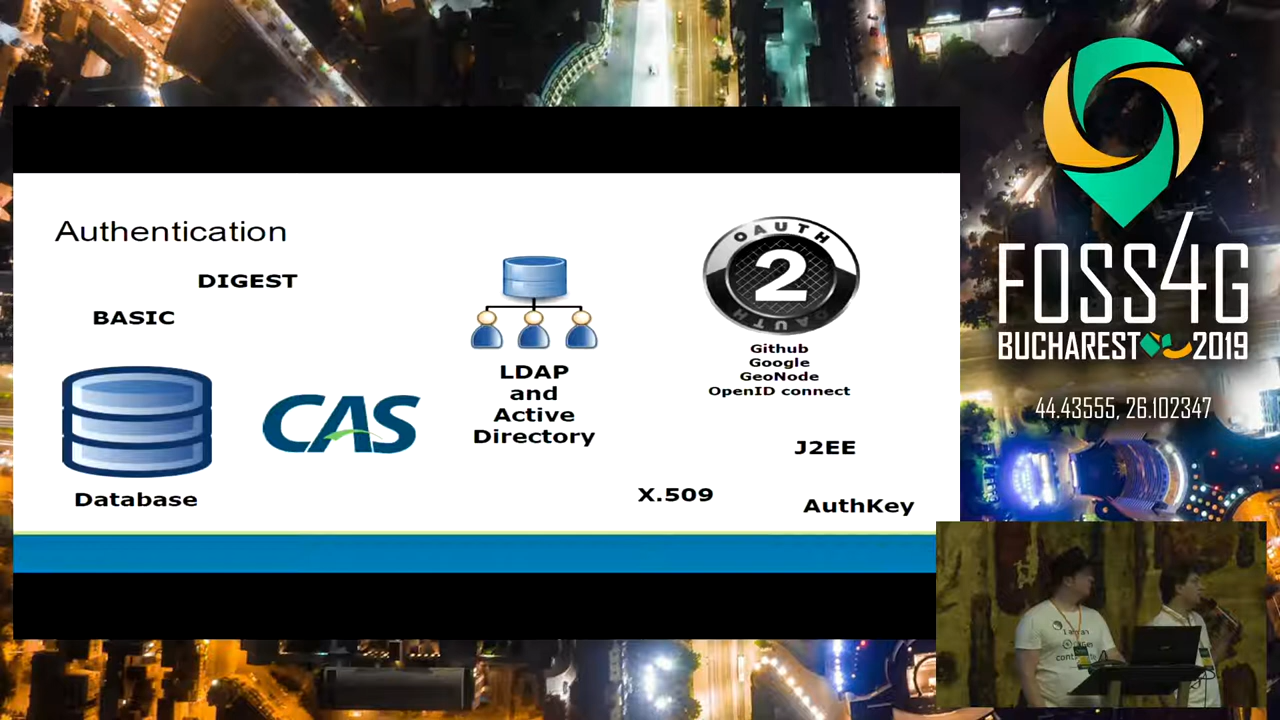 Authentication
DIGEST
BASIC
Database
CAS
LDAP
and
Active
Directory
OAUTH
2
Github
Google
GeoNode
OpenID connect
J2EE
X.509
AuthKey
FOSS4G
BUCHAREST 2019
44.43555, 26.102347